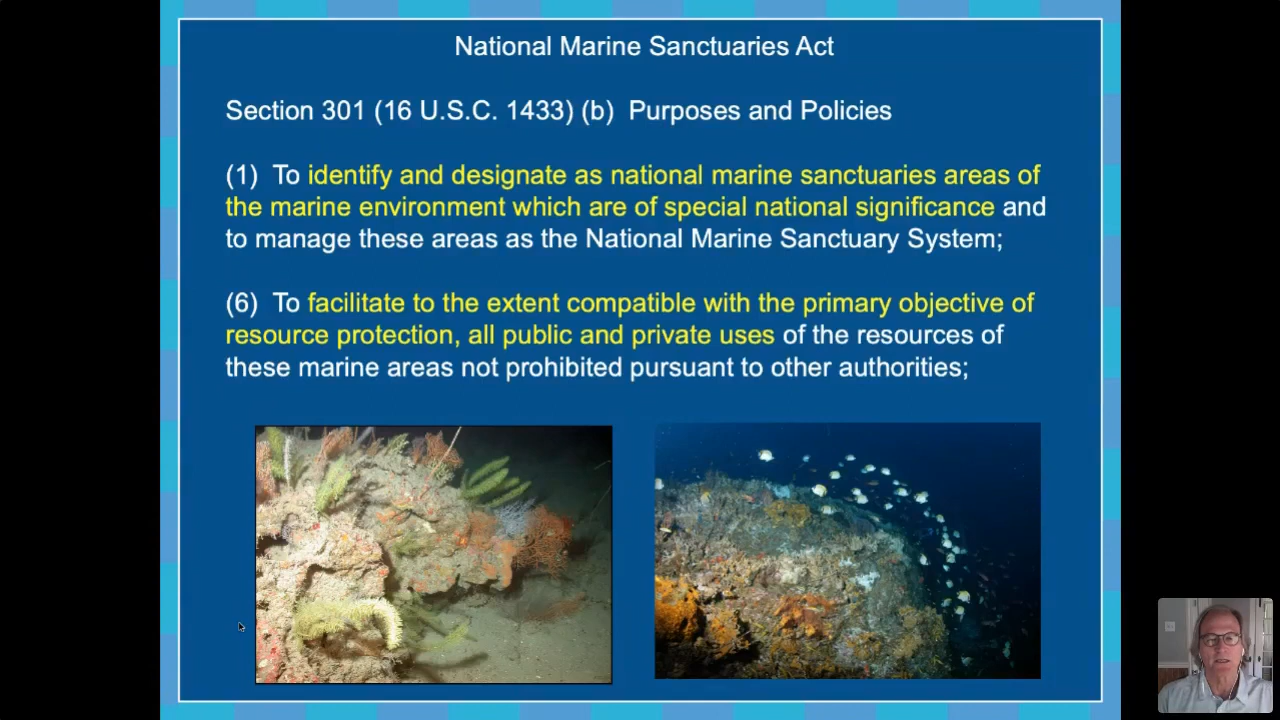 National Marine Sanctuaries Act
Section 301 (16 U.S.C. 1433) (b) Purposes and Policies
(1) To identify and designate as national marine sanctuaries areas of
the marine environment which are of special national significance and
to manage these areas as the National Marine Sanctuary System;
(6) To facilitate to the extent compatible with the primary objective of
resource protection, all public and private uses of the resources of
these marine areas not prohibited pursuant to other authorities;